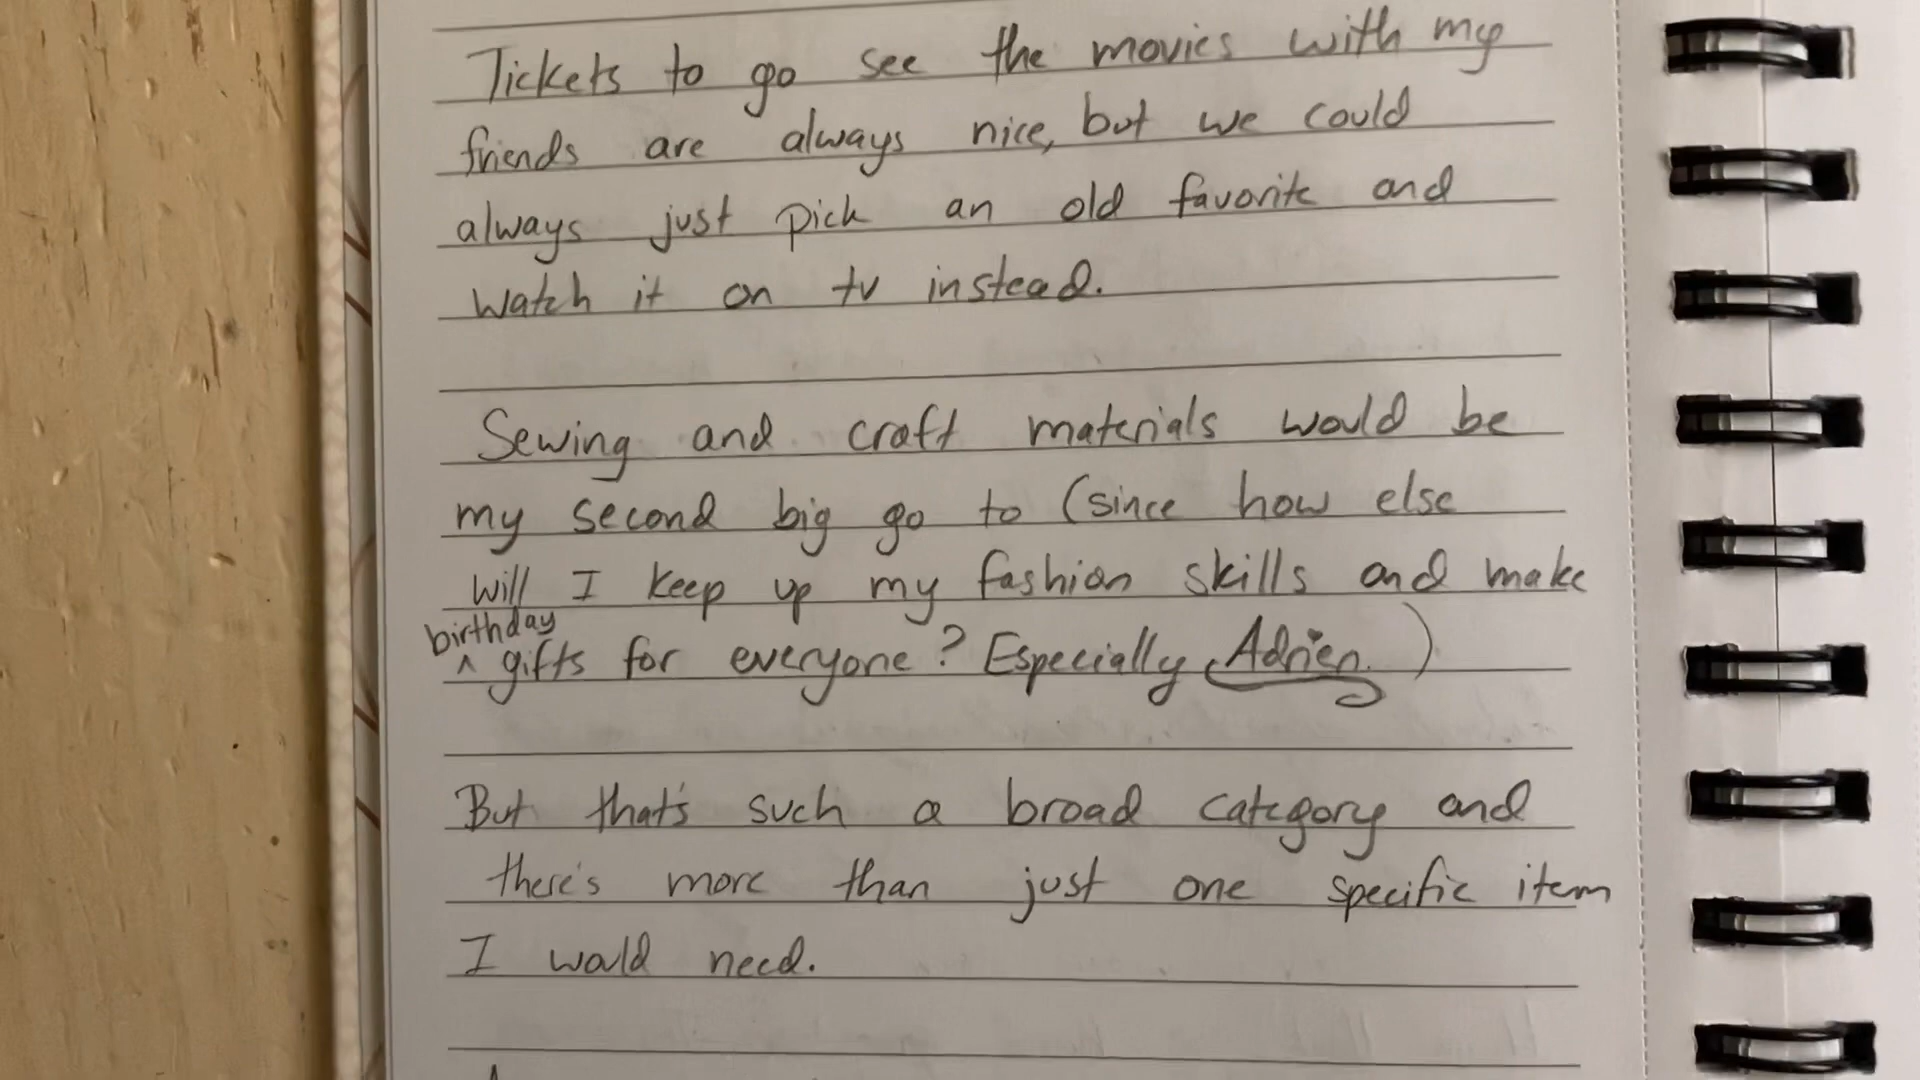 Tickets to go see the movies with my
friends are always nice, but we could
always just pick an old favorite and
watch it on tv instead.
Sewing and craft materials would be
my second big go to (since how else
will I keep up my fashion skills and make
birthday
^ gifts for everyone? Especially Adrien.)
But that's such a broad category and
there's more than just one specific item
I would need.